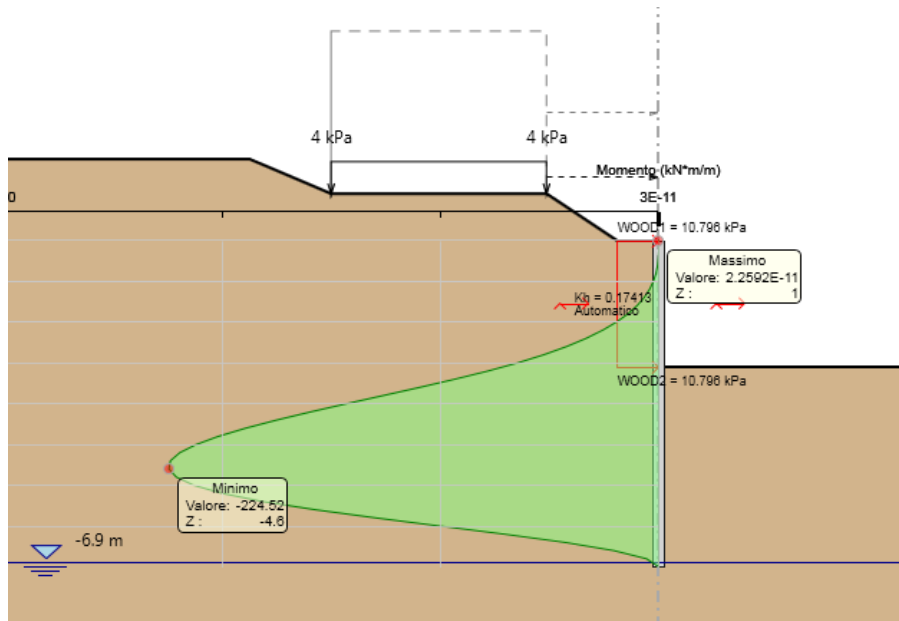 4 kPa
4 kPa
Momento (kN*m/m)
0
3E-11
WOOD1 = 10.796 kPa
Massimo
Valore: 2.2592E-11
Z : 1
Kh = 0.17413
Automatico
WOOD2 = 10.796 kPa
Minimo
Valore: -224.52
Z : -4.6
-6.9 m